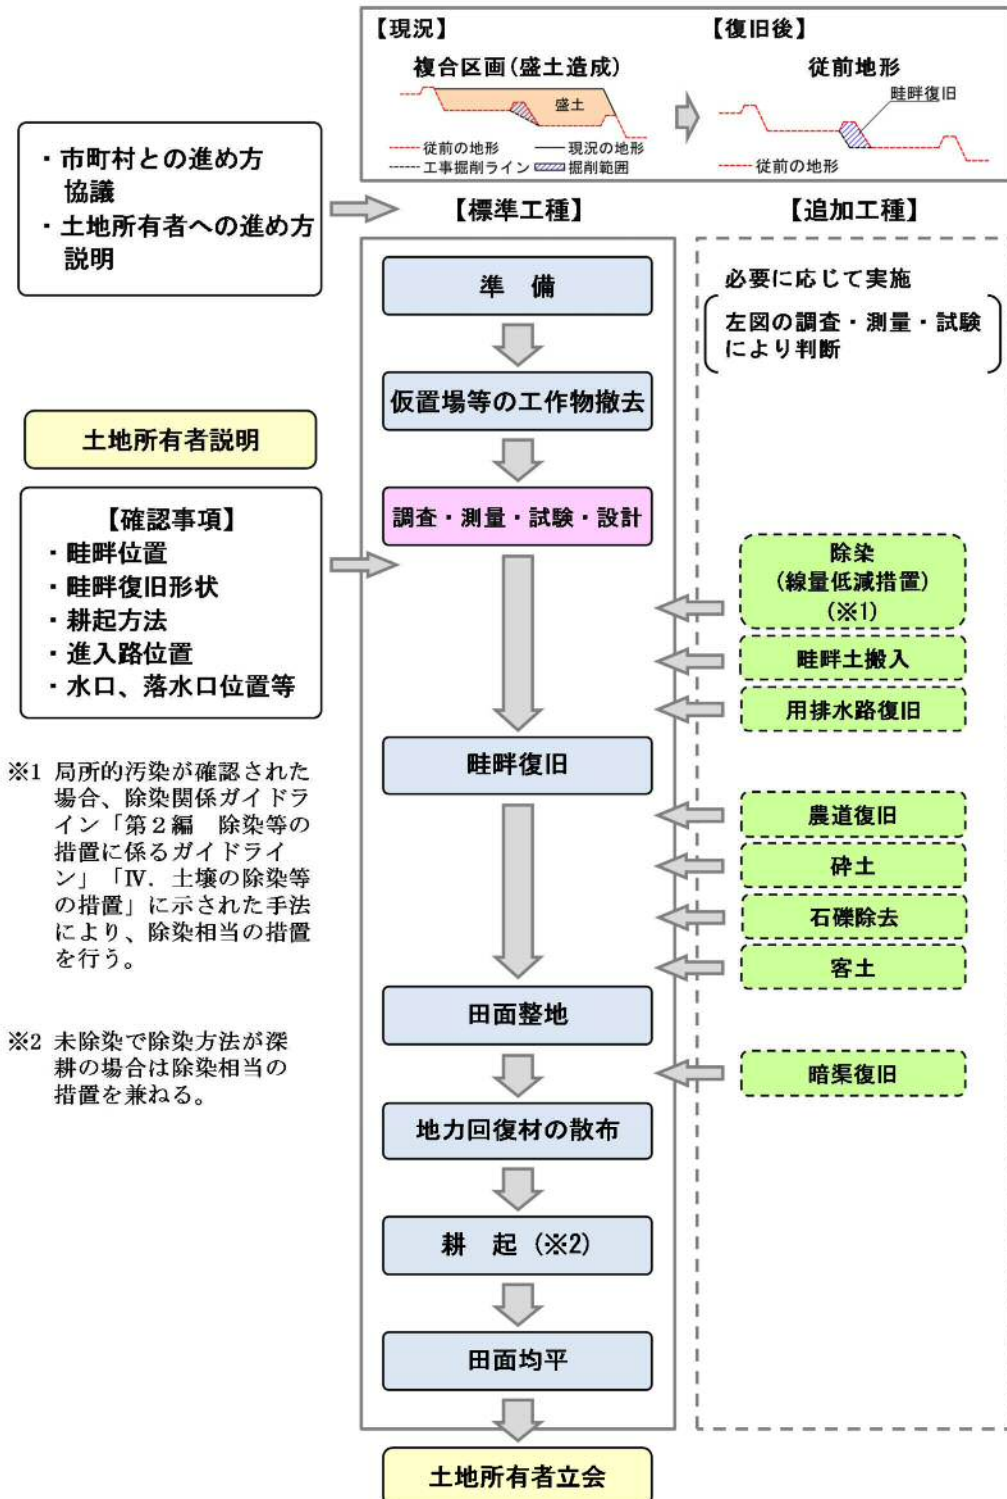 【現況】
【復旧後】
複合区画(盛土造成)
従前地形
盛土
畦畔復旧
従前の地形
現況の地形
工事掘削ライン
掘削範囲
従前の地形
・市町村との進め方
協議
・土地所有者への進め方
説明
【標準工種】
【追加工種】
準　備
必要に応じて実施
左図の調査・測量・試験
により判断
仮置場等の工作物撤去
土地所有者説明
調査・測量・試験・設計
【確認事項】
・畦畔位置
・畦畔復旧形状
・耕起方法
・進入路位置
・水口、落水口位置等
除染
(線量低減措置)
(※1)
畦畔土搬入
用排水路復旧
畦畔復旧
※1 局所的汚染が確認された
場合、除染関係ガイドラ
イン「第２編　除染等の
措置に係るガイドライ
ン」「Ⅳ．土壌の除染等
の措置」に示された手法
により、除染相当の措置
を行う。
農道復旧
砕土
石礫除去
客土
田面整地
※2 未除染で除染方法が深
耕の場合は除染相当の
措置を兼ねる。
暗渠復旧
地力回復材の散布
耕　起 (※2)
田面均平
土地所有者立会